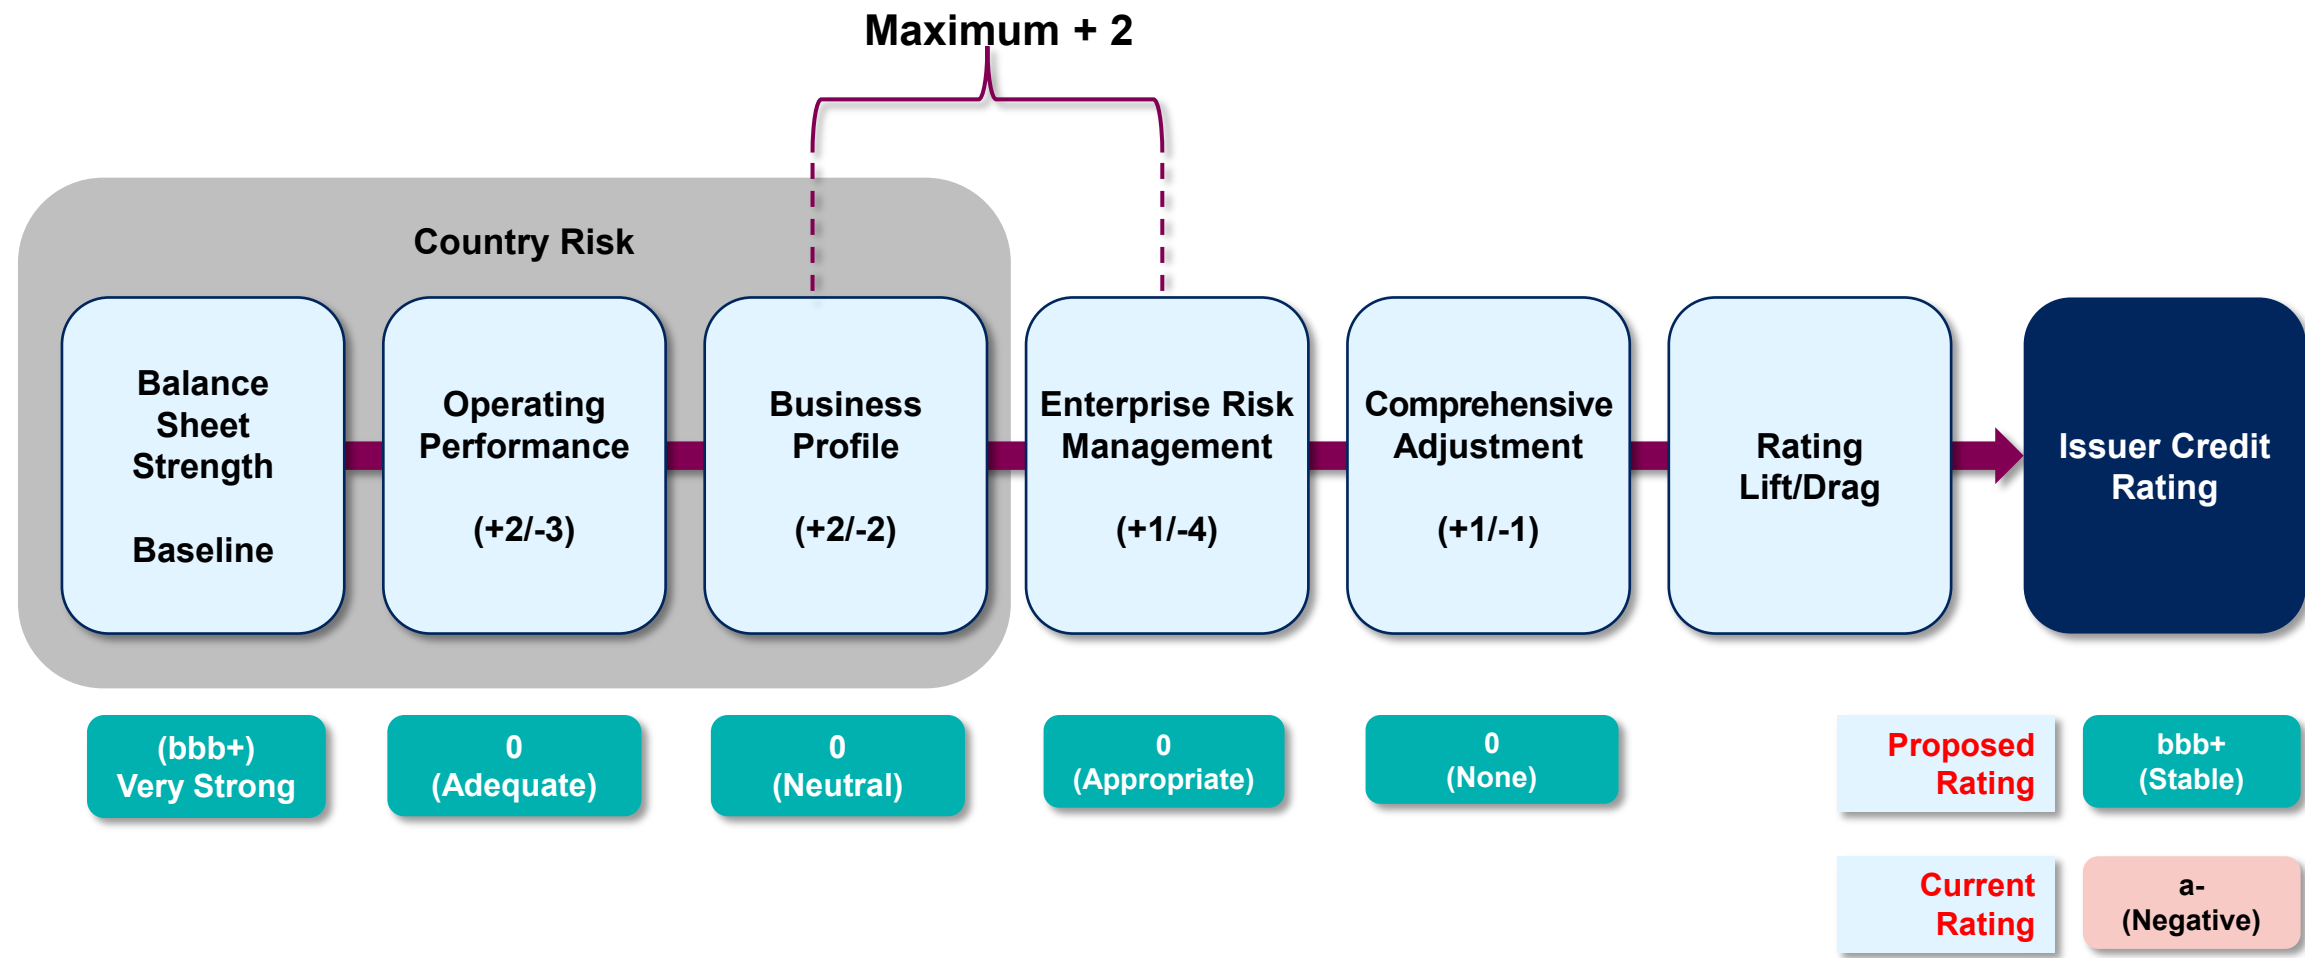 Maximum + 2
Country Risk
Balance
Sheet
Strength
Baseline
Operating
Performance
(+2/-3)
Business
Profile
(+2/-2)
Enterprise Risk
Management
(+1/-4)
Comprehensive
Adjustment
(+1/-1)
Rating
Lift/Drag
Issuer Credit
Rating
(bbb+)
Very Strong
0
(Adequate)
0
(Neutral)
0
(Appropriate)
0
(None)
Proposed
Rating
bbb+
(Stable)
Current
Rating
a-
(Negative)